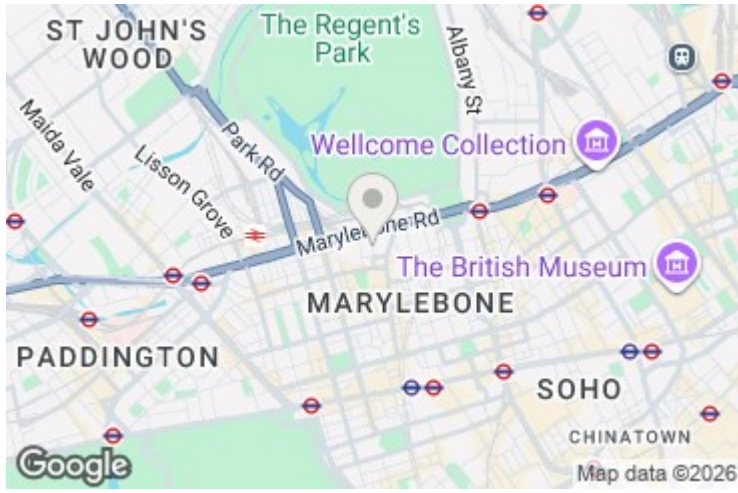 ST JOHN'S
WOOD
The Regent's
Park
Albany St
Maida Vale
Lisson Grove
Park Rd
Wellcome Collection
Marylebone Rd
The British Museum
MARYLEBONE
PADDINGTON
SOHO
CHINATOWN
Google
Map data ©2026